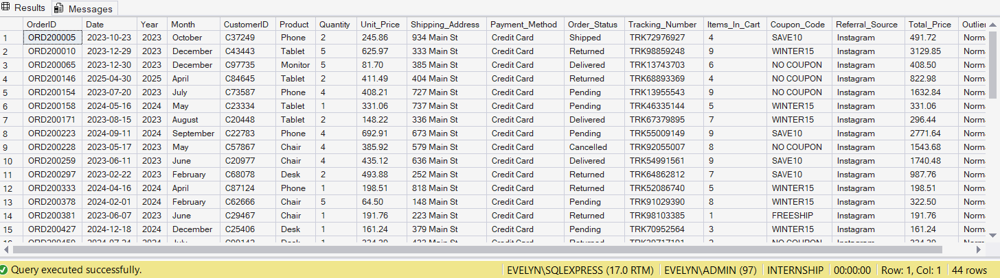 Results Messages
OrderID Date Year Month CustomerID Product Quantity Unit_Price Shipping_Address Payment_Method Order_Status Tracking_Number Items_In_Cart Coupon_Code Referral_Source Total_Price Outlier
1 ORD200005 2023-10-23 2023 October C37249 Phone 2 245.86 934 Main St Credit Card Shipped TRK72976927 4 SAVE10 Instagram 491.72 Norm
2 ORD200010 2023-12-29 2023 December C43443 Tablet 5 625.97 333 Main St Credit Card Returned TRK98859248 9 WINTER15 Instagram 3129.85 Norm
3 ORD200065 2023-12-30 2023 December C97735 Monitor 5 81.70 385 Main St Credit Card Delivered TRK13743703 6 NO COUPON Instagram 408.50 Norm
4 ORD200146 2025-04-30 2025 April C84645 Tablet 2 411.49 404 Main St Credit Card Returned TRK68893369 4 NO COUPON Instagram 822.98 Norm
5 ORD200154 2023-07-20 2023 July C73587 Phone 4 408.21 727 Main St Credit Card Pending TRK13955543 9 NO COUPON Instagram 1632.84 Norm
6 ORD200158 2024-05-16 2024 May C23334 Tablet 1 331.06 737 Main St Credit Card Pending TRK46335144 5 WINTER15 Instagram 331.06 Norm
7 ORD200171 2023-08-15 2023 August C20448 Tablet 2 148.22 336 Main St Credit Card Delivered TRK67379895 7 WINTER15 Instagram 296.44 Norm
8 ORD200223 2024-09-11 2024 September C22783 Phone 4 692.91 673 Main St Credit Card Pending TRK55009149 9 SAVE10 Instagram 2771.64 Norm
9 ORD200228 2023-05-17 2023 May C57867 Chair 4 385.92 579 Main St Credit Card Cancelled TRK92055007 8 NO COUPON Instagram 1543.68 Norm
10 ORD200259 2023-06-11 2023 June C20977 Chair 4 435.12 636 Main St Credit Card Delivered TRK54991561 9 SAVE10 Instagram 1740.48 Norm
11 ORD200297 2023-02-22 2023 February C68078 Desk 2 493.88 252 Main St Credit Card Returned TRK64862812 7 SAVE10 Instagram 987.76 Norm
12 ORD200333 2024-04-16 2024 April C87124 Phone 1 198.51 818 Main St Credit Card Returned TRK52086740 5 WINTER15 Instagram 198.51 Norm
13 ORD200378 2024-02-01 2024 February C62666 Chair 5 64.50 148 Main St Credit Card Pending TRK91029390 8 WINTER15 Instagram 322.50 Norm
14 ORD200381 2023-06-07 2023 June C29467 Chair 1 191.76 223 Main St Credit Card Returned TRK98103385 1 FREESHIP Instagram 191.76 Norm
15 ORD200427 2024-12-18 2024 December C25406 Desk 1 161.24 379 Main St Credit Card Pending TRK70952564 3 WINTER15 Instagram 161.24 Norm
Query executed successfully. EVELYN\SQLEXPRESS (17.0 RTM) EVELYN\ADMIN (97) INTERNSHIP 00:00:00 Row: 1, Col: 1 44 rows